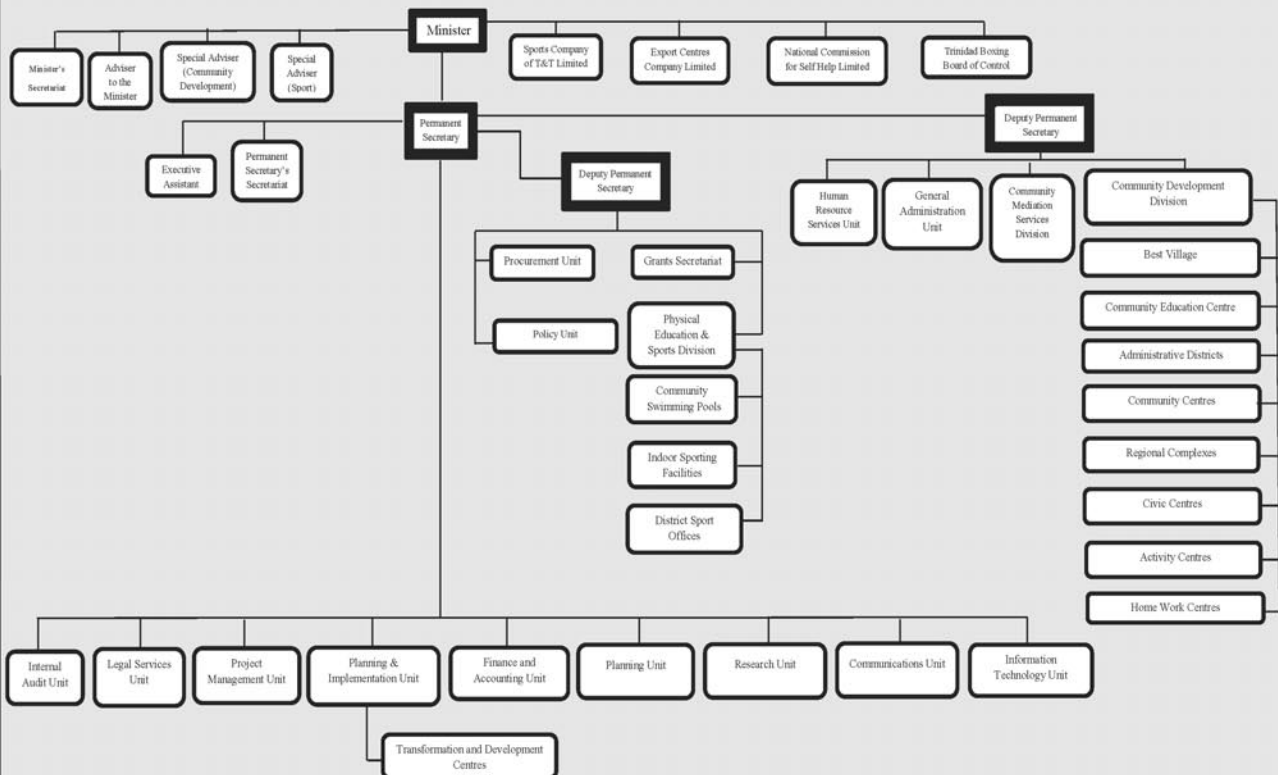 Minister
Minister's
Secretariat
Adviser
to the
Minister
Special Adviser
(Community
Development)
Special
Adviser
(Sport)
Sports Company
of T&T Limited
Export Centres
Company Limited
National Commission
for Self Help Limited
Trinidad Boxing
Board of Control
Permanent
Secretary
Executive
Assistant
Permanent
Secretary's
Secretariat
Deputy Permanent
Secretary
Procurement Unit
Policy Unit
Grants Secretariat
Physical
Education &
Sports Division
Community
Swimming Pools
Indoor Sporting
Facilities
District Sport
Offices
Deputy Permanent
Secretary
Human
Resource
Services Unit
General
Administration
Unit
Community
Mediation
Services
Division
Community Development
Division
Best Village
Community Education Centre
Administrative Districts
Community Centres
Regional Complexes
Civic Centres
Activity Centres
Home Work Centres
Internal
Audit Unit
Legal Services
Unit
Project
Management Unit
Planning &
Implementation Unit
Finance and
Accounting Unit
Planning Unit
Research Unit
Communications Unit
Information
Technology Unit
Transformation and Development
Centres